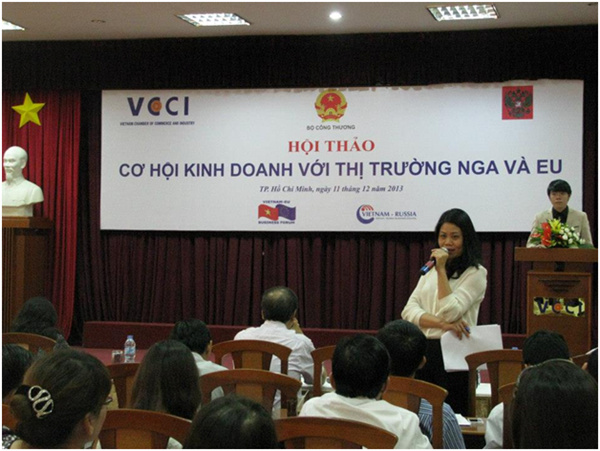 VCCI
VIETNAM CHAMBER OF COMMERCE AND INDUSTRY
BỘ CÔNG THƯƠNG
HỘI THẢO
CƠ HỘI KINH DOANH VỚI THỊ TRƯỜNG NGA VÀ EU
TP. Hồ Chí Minh, ngày 11 tháng 12 năm 2013
VIETNAM-EU
BUSINESS FORUM
VIETNAM - RUSSIA
VCCI